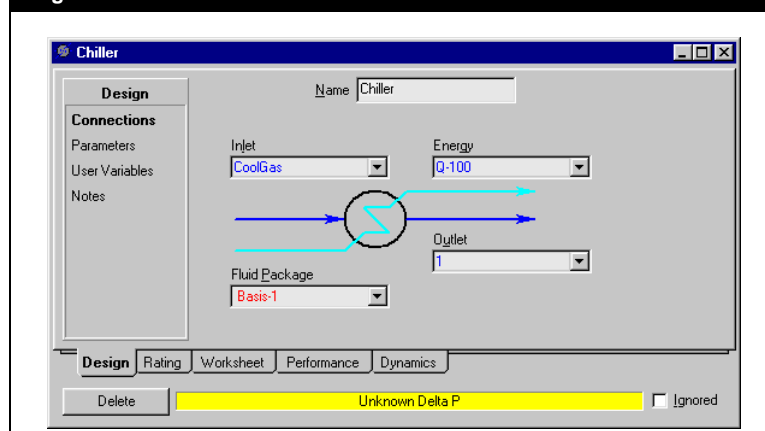 Chiller
Design
Connections
Parameters
User Variables
Notes
Name Chiller
Inlet
CoolGas
Energy
Q-100
Outlet
1
Fluid Package
Basis-1
Design Rating Worksheet Performance Dynamics
Delete Unknown Delta P Ignored